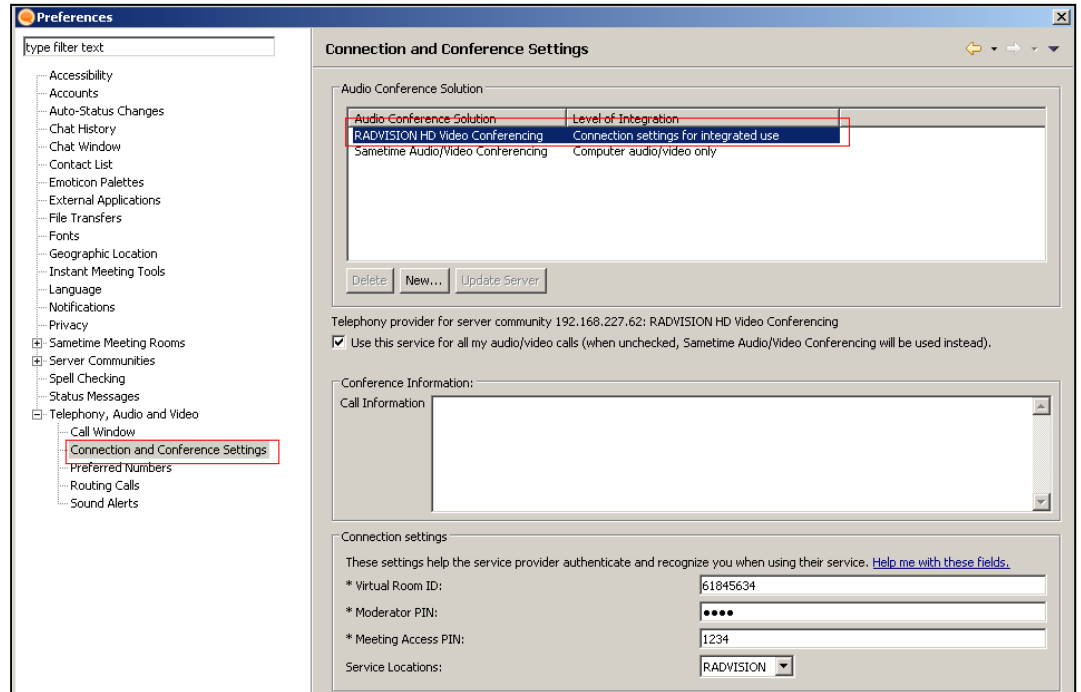 Preferences
type filter text
Connection and Conference Settings
Accessibility
Accounts
Auto-Status Changes
Chat History
Chat Window
Contact List
Emoticon Palettes
External Applications
File Transfers
Fonts
Geographic Location
Instant Meeting Tools
Language
Notifications
Privacy
Sametime Meeting Rooms
Server Communities
Spell Checking
Status Messages
Telephony, Audio and Video
Call Window
Connection and Conference Settings
Preferred Numbers
Routing Calls
Sound Alerts
Audio Conference Solution
Audio Conference Solution Level of Integration
RADVISION HD Video Conferencing Connection settings for integrated use
Sametime Audio/Video Conferencing Computer audio/video only
Delete New... Update Server
Telephony provider for server community 192.168.227.62: RADVISION HD Video Conferencing
Use this service for all my audio/video calls (when unchecked, Sametime Audio/Video Conferencing will be used instead).
Conference Information:
Call Information
Connection settings
These settings help the service provider authenticate and recognize you when using their service. Help me with these fields.
* Virtual Room ID: 61845634
* Moderator PIN: ●●●●
* Meeting Access PIN: 1234
Service Locations: RADVISION